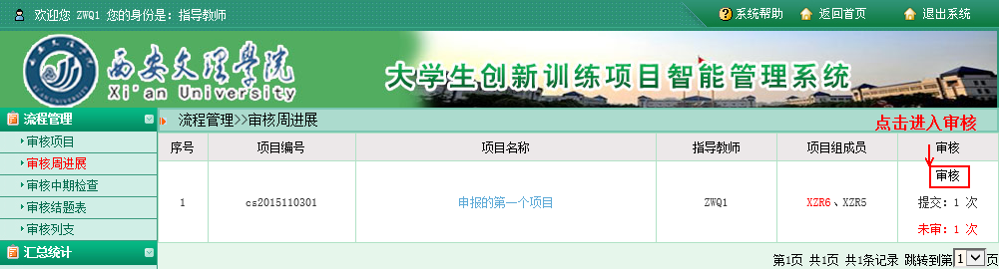 欢迎您 ZWQ1 您的身份是: 指导教师
系统帮助 返回首页 退出系统
西安文理学院
Xi'an University
大学生创新训练项目智能管理系统
流程管理
审核项目
审核周进展
审核中期检查
审核结题表
审核列支
汇总统计
流程管理>>审核周进展
点击进入审核
序号 项目编号 项目名称 指导教师 项目组成员 审核
审核
1 cs2015110301 申报的第一个项目 ZWQ1 XZR6、XZR5 提交: 1 次
未审: 1 次
第1页 共1页 共1条记录 跳转到第 1 页